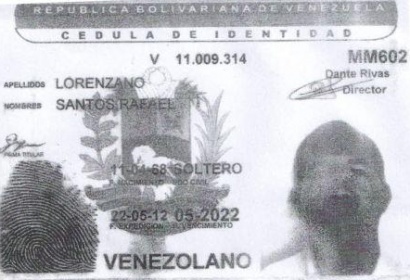 REPUBLICA BOLIVARIANA DE VENEZUELA
CEDULA DE IDENTIDAD
V 11.009.314 MM602
Dante Rivas
Director
APELLIDOS LORENZANO
NOMBRES SANTOS RAFAEL
FIRMA TITULAR
11-04-68 SOLTERO
NACIMIENTO EDO CIVIL
22-05-12 05-2022
F. EXPEDICION F. VENCIMIENTO
VENEZOLANO